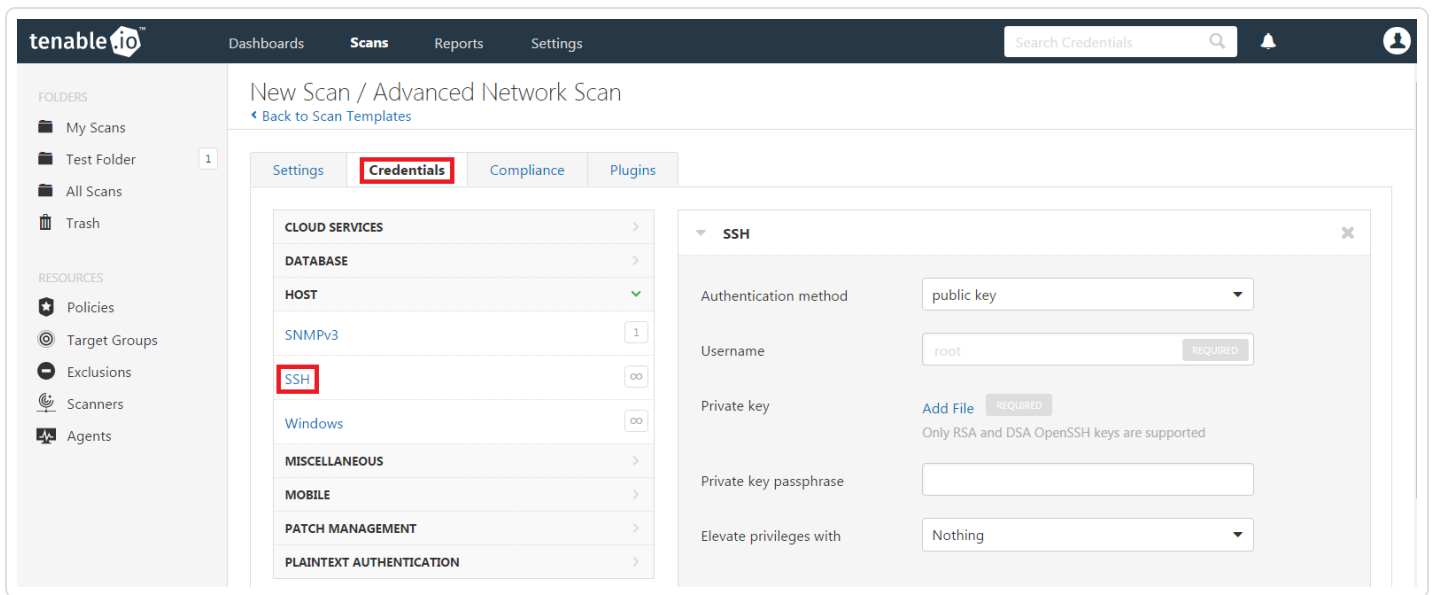 tenable io™
Dashboards Scans Reports Settings Search Credentials
FOLDERS
My Scans
Test Folder 1
All Scans
Trash
RESOURCES
Policies
Target Groups
Exclusions
Scanners
Agents
New Scan / Advanced Network Scan
Back to Scan Templates
Settings Credentials Compliance Plugins
CLOUD SERVICES
DATABASE
HOST
SNMPv3 1
SSH ∞
Windows ∞
MISCELLANEOUS
MOBILE
PATCH MANAGEMENT
PLAINTEXT AUTHENTICATION
SSH
Authentication method public key
Username root REQUIRED
Private key Add File REQUIRED
Only RSA and DSA OpenSSH keys are supported
Private key passphrase
Elevate privileges with Nothing